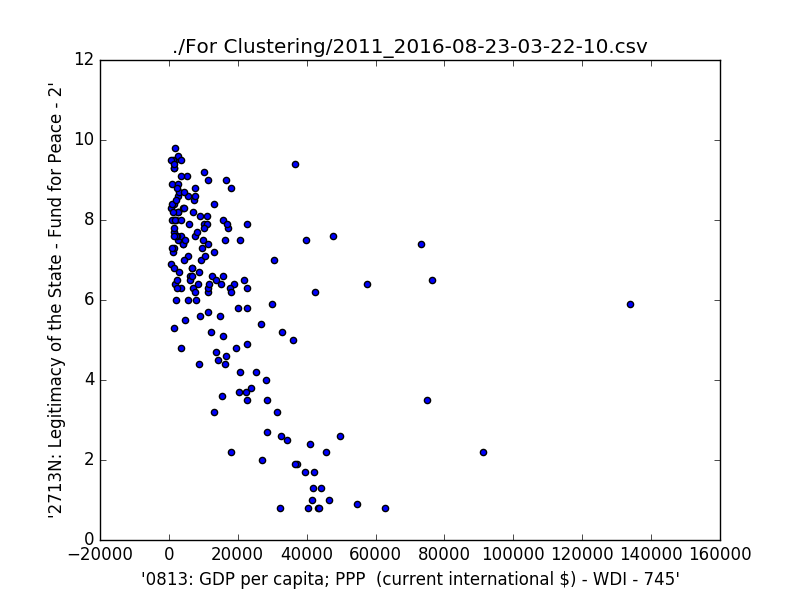 ./For Clustering/2011_2016-08-23-03-22-10.csv
12
10
8
6
4
2
0
'2713N: Legitimacy of the State - Fund for Peace - 2'
−20000 0 20000 40000 60000 80000 100000 120000 140000 160000
'0813: GDP per capita; PPP  (current international $) - WDI - 745'